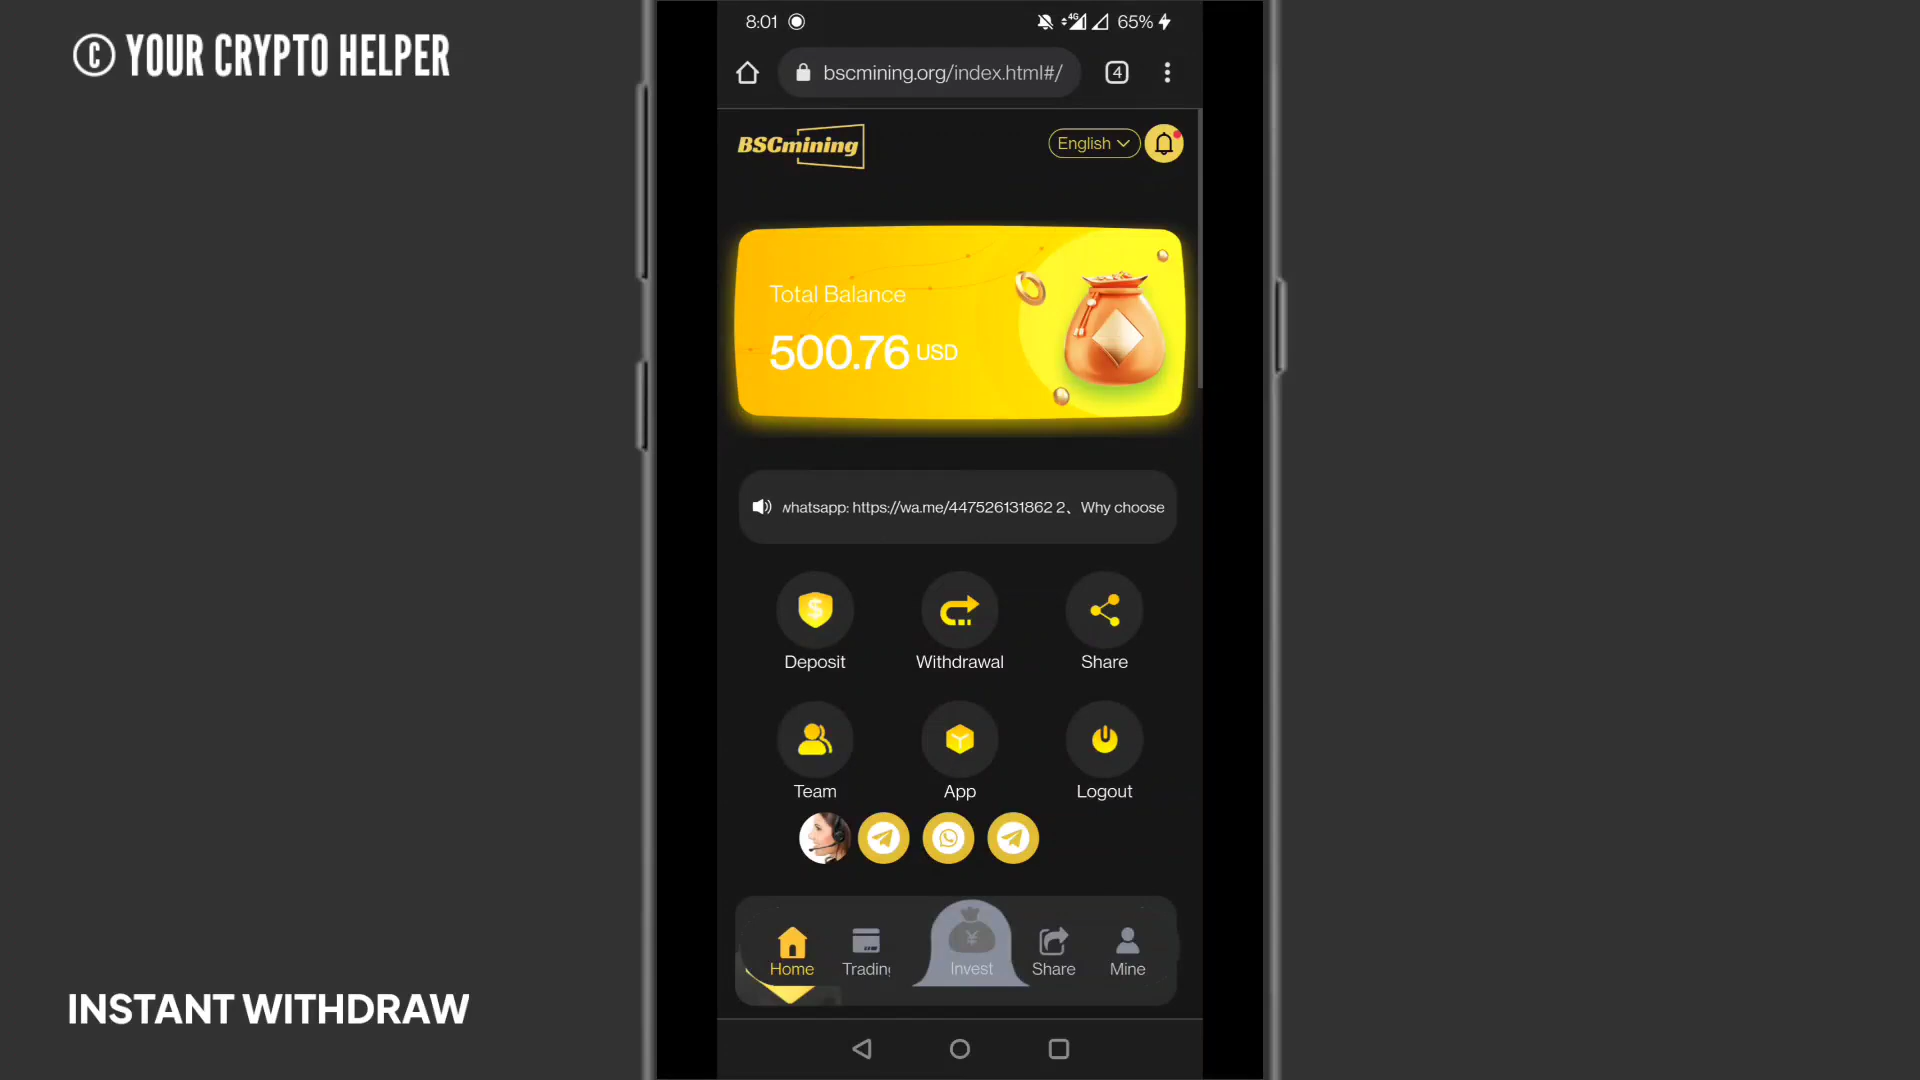 © YOUR CRYPTO HELPER
8:01
4G
65%
bscmining.org/index.html#/
4
BSCmining
English
Total Balance
500.76 USD
whatsapp: https://wa.me/447526131862 2、Why choose
Deposit
Withdrawal
Share
Team
App
Logout
Home
Trading
Invest
Share
Mine
INSTANT WITHDRAW